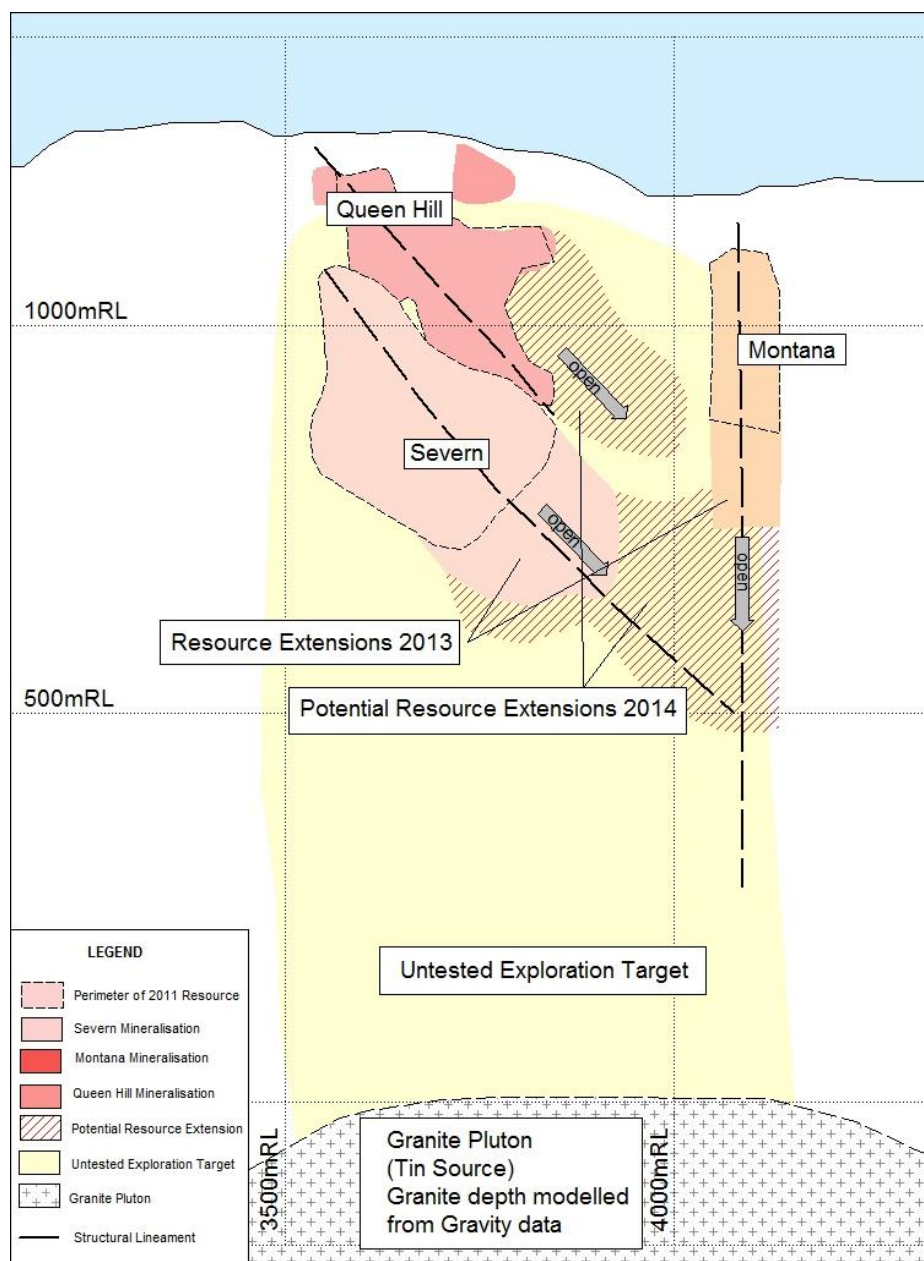 Queen Hill
1000mRL
Montana
open
Severn
open
open
Resource Extensions 2013
500mRL
Potential Resource Extensions 2014
Untested Exploration Target
LEGEND
Perimeter of 2011 Resource
Severn Mineralisation
Montana Mineralisation
Queen Hill Mineralisation
Potential Resource Extension
Untested Exploration Target
Granite Pluton
Structural Lineament
3500mRL
Granite Pluton
(Tin Source)
Granite depth modelled
from Gravity data
4000mRL